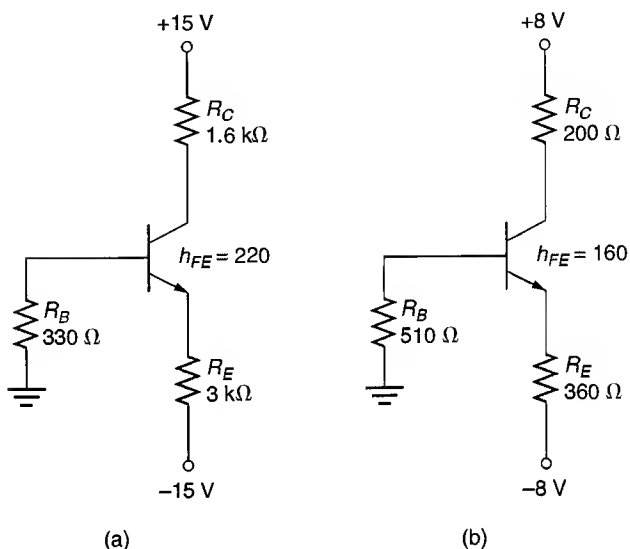 +15 V
R_C
1.6 kΩ
h_FE = 220
R_B
330 Ω
R_E
3 kΩ
–15 V
(a)
+8 V
R_C
200 Ω
h_FE = 160
R_B
510 Ω
R_E
360 Ω
–8 V
(b)